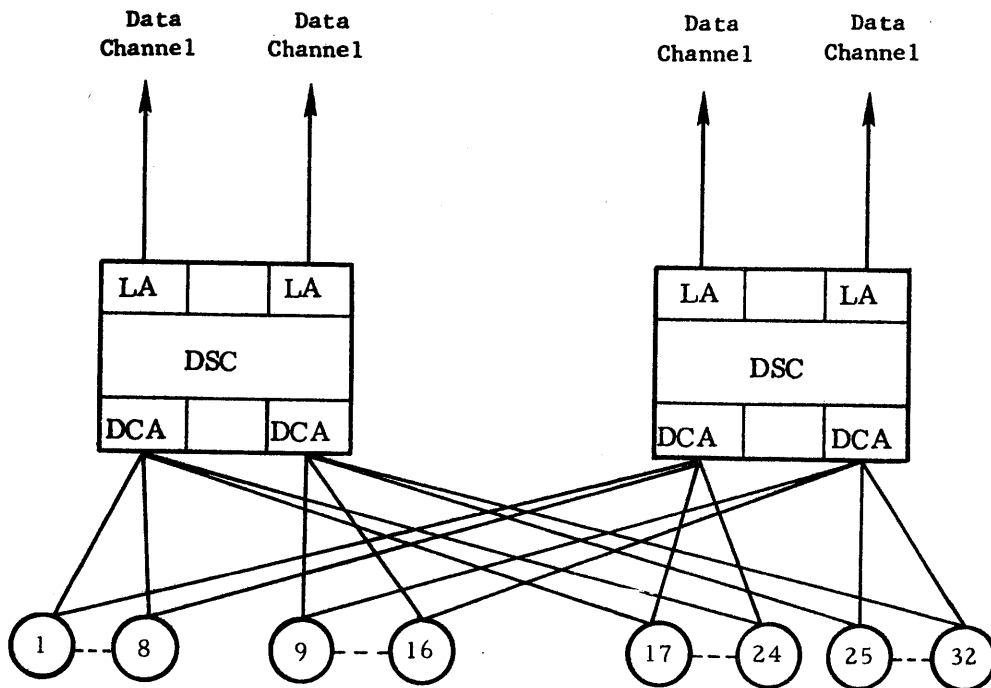 Data Channel
Data Channel
Data Channel
Data Channel
LA LA
LA LA
DSC
DSC
DCA DCA
DCA DCA
1 8 9 16 17 24 25 32